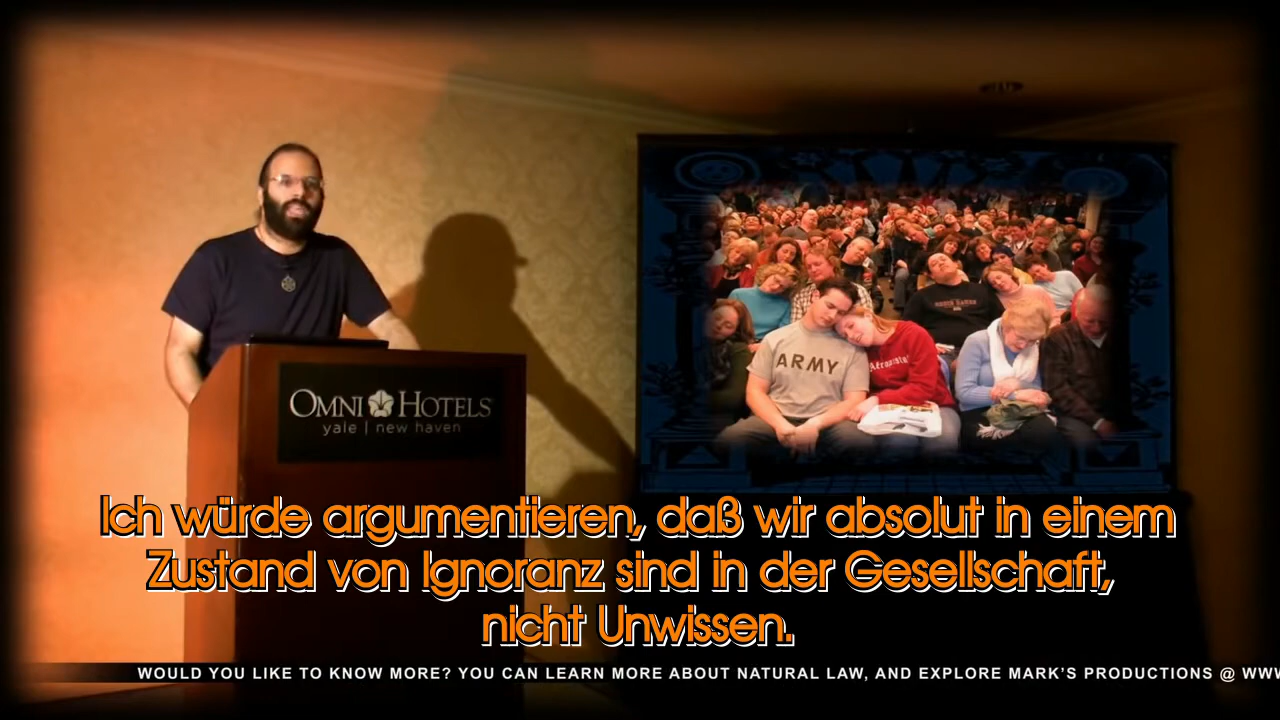 OMNI HOTELS
yale | new haven
ARMY
Ich würde argumentieren, daß wir absolut in einem
Zustand von Ignoranz sind in der Gesellschaft,
nicht Unwissen.
WOULD YOU LIKE TO KNOW MORE? YOU CAN LEARN MORE ABOUT NATURAL LAW, AND EXPLORE MARK'S PRODUCTIONS @ WWW